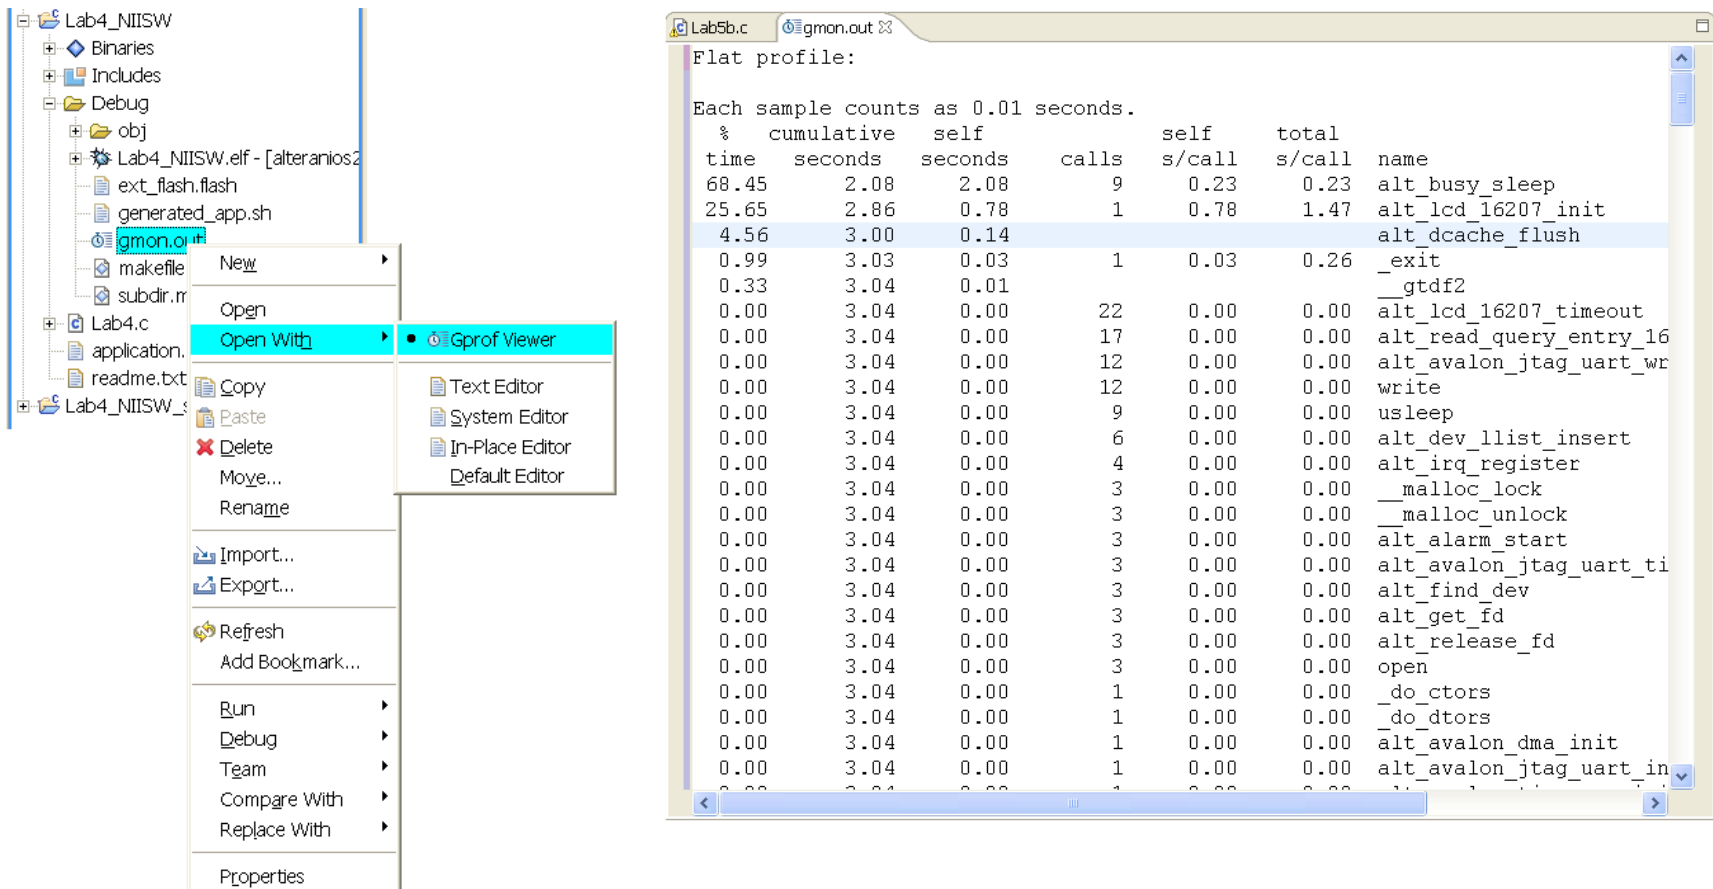 Lab4_NIISW
Binaries
Includes
Debug
obj
Lab4_NIISW.elf - [alteranios2
ext_flash.flash
generated_app.sh
gmon.out
makefile
subdir.m
Lab4.c
application.
readme.txt
Lab4_NIISW_s
New
Open
Open With
Copy
Paste
Delete
Move...
Rename
Import...
Export...
Refresh
Add Bookmark...
Run
Debug
Team
Compare With
Replace With
Properties
Gprof Viewer
Text Editor
System Editor
In-Place Editor
Default Editor
Lab5b.c gmon.out
Flat profile:
Each sample counts as 0.01 seconds.
% cumulative self self total
time seconds seconds calls s/call s/call name
68.45 2.08 2.08 9 0.23 0.23 alt_busy_sleep
25.65 2.86 0.78 1 0.78 1.47 alt_lcd_16207_init
4.56 3.00 0.14 alt_dcache_flush
0.99 3.03 0.03 1 0.03 0.26 _exit
0.33 3.04 0.01 __gtdf2
0.00 3.04 0.00 22 0.00 0.00 alt_lcd_16207_timeout
0.00 3.04 0.00 17 0.00 0.00 alt_read_query_entry_16
0.00 3.04 0.00 12 0.00 0.00 alt_avalon_jtag_uart_wr
0.00 3.04 0.00 12 0.00 0.00 write
0.00 3.04 0.00 9 0.00 0.00 usleep
0.00 3.04 0.00 6 0.00 0.00 alt_dev_llist_insert
0.00 3.04 0.00 4 0.00 0.00 alt_irq_register
0.00 3.04 0.00 3 0.00 0.00 __malloc_lock
0.00 3.04 0.00 3 0.00 0.00 __malloc_unlock
0.00 3.04 0.00 3 0.00 0.00 alt_alarm_start
0.00 3.04 0.00 3 0.00 0.00 alt_avalon_jtag_uart_ti
0.00 3.04 0.00 3 0.00 0.00 alt_find_dev
0.00 3.04 0.00 3 0.00 0.00 alt_get_fd
0.00 3.04 0.00 3 0.00 0.00 alt_release_fd
0.00 3.04 0.00 3 0.00 0.00 open
0.00 3.04 0.00 1 0.00 0.00 _do_ctors
0.00 3.04 0.00 1 0.00 0.00 _do_dtors
0.00 3.04 0.00 1 0.00 0.00 alt_avalon_dma_init
0.00 3.04 0.00 1 0.00 0.00 alt_avalon_jtag_uart_in